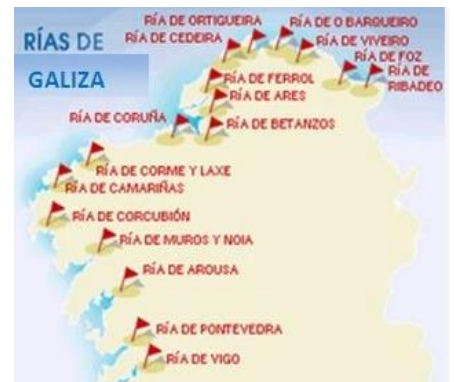 RÍAS DE
GALIZA
RÍA DE ORTIGUEIRA
RÍA DE CEDEIRA
RÍA DE O BARQUEIRO
RÍA DE VIVEIRO
RÍA DE FOZ
RÍA DE
RIBADEO
RÍA DE FERROL
RÍA DE ARES
RÍA DE CORUÑA
RÍA DE BETANZOS
RÍA DE CORME Y LAXE
RÍA DE CAMARIÑAS
RÍA DE CORCUBIÓN
RÍA DE MUROS Y NOIA
RÍA DE AROUSA
RÍA DE PONTEVEDRA
RÍA DE VIGO